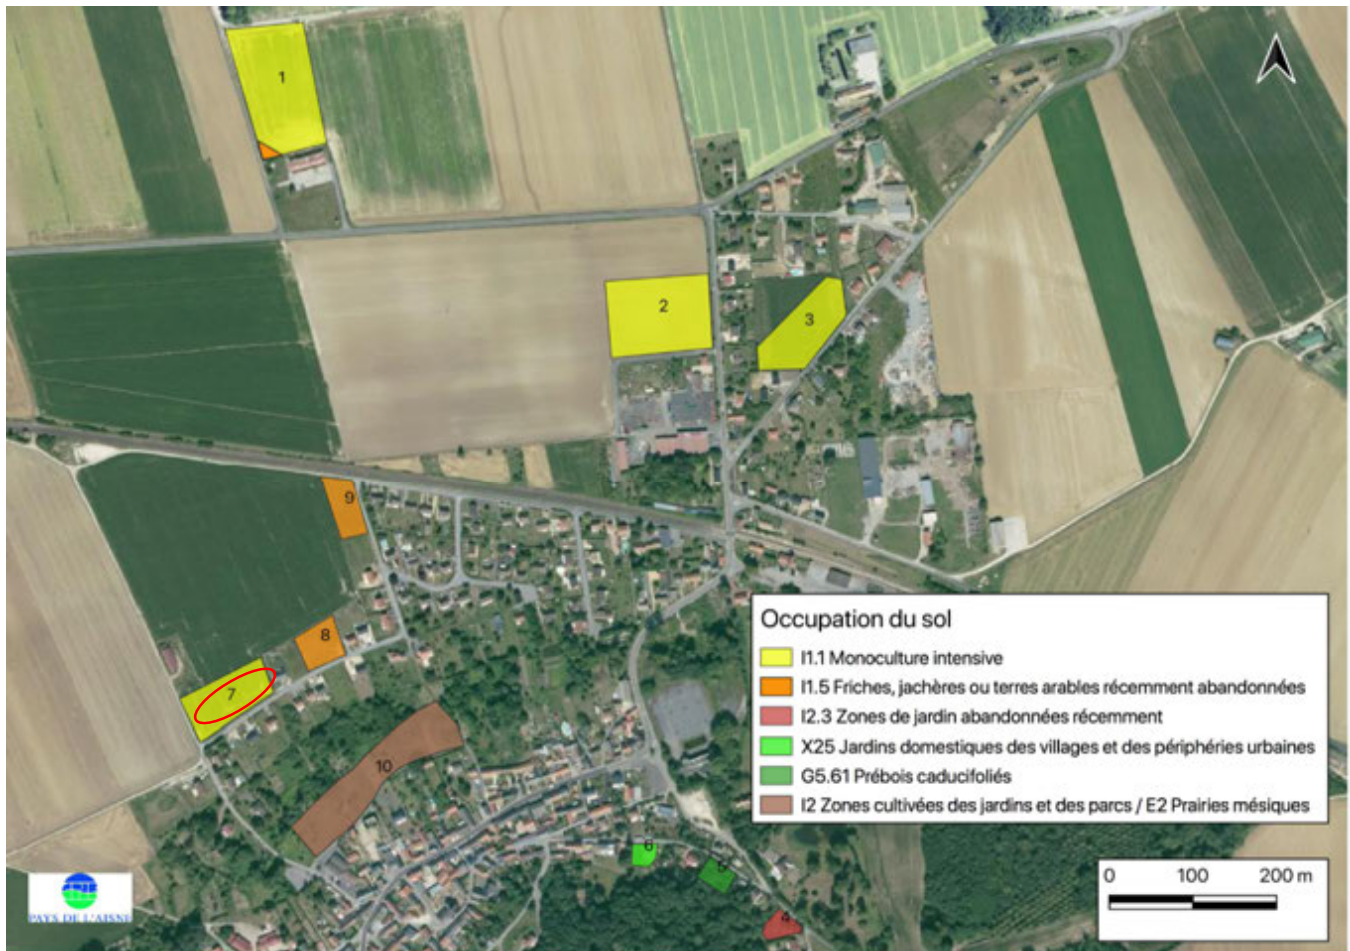 1
2
3
9
8
7
10
Occupation du sol
I1.1 Monoculture intensive
I1.5 Friches, jachères ou terres arables récemment abandonnées
I2.3 Zones de jardin abandonnées récemment
X25 Jardins domestiques des villages et des périphéries urbaines
G5.61 Prébois caducifoliés
I2 Zones cultivées des jardins et des parcs / E2 Prairies mésiques
6
5
4
0 100 200 m
CPIE
PAYS DE L'AISNE